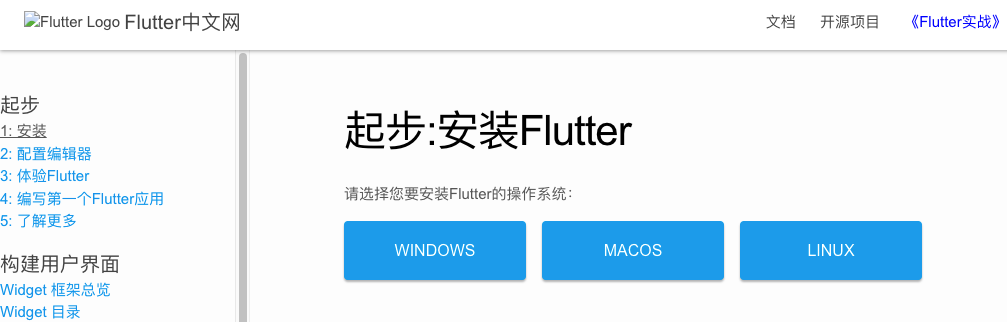 Flutter Logo Flutter中文网
文档 开源项目 《Flutter实战》
起步
1: 安装
2: 配置编辑器
3: 体验Flutter
4: 编写第一个Flutter应用
5: 了解更多
构建用户界面
Widget 框架总览
Widget 目录
起步:安装Flutter
请选择您要安装Flutter的操作系统：
WINDOWS MACOS LINUX